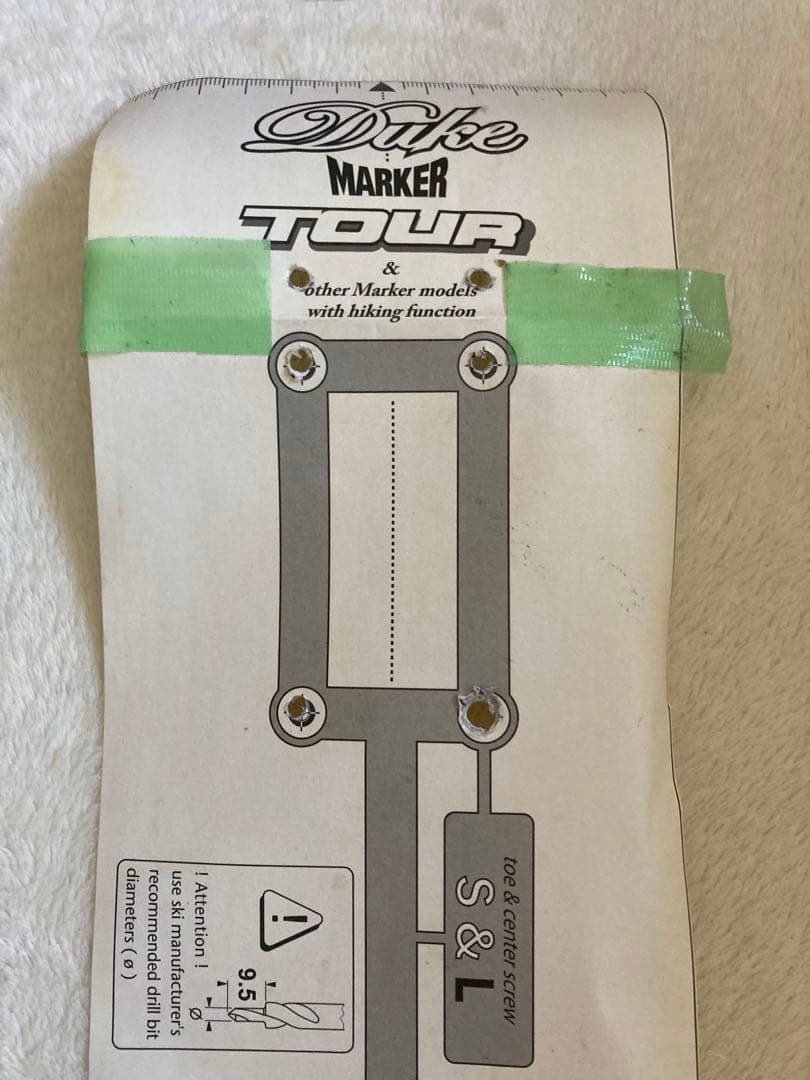 Duke
MARKER
TOUR
&
other Marker models
with hiking function
toe & center screw
S & L
!
! Attention !
use ski manufacturer's
recommended drill bit
diameters ( ø )
9.5
ø